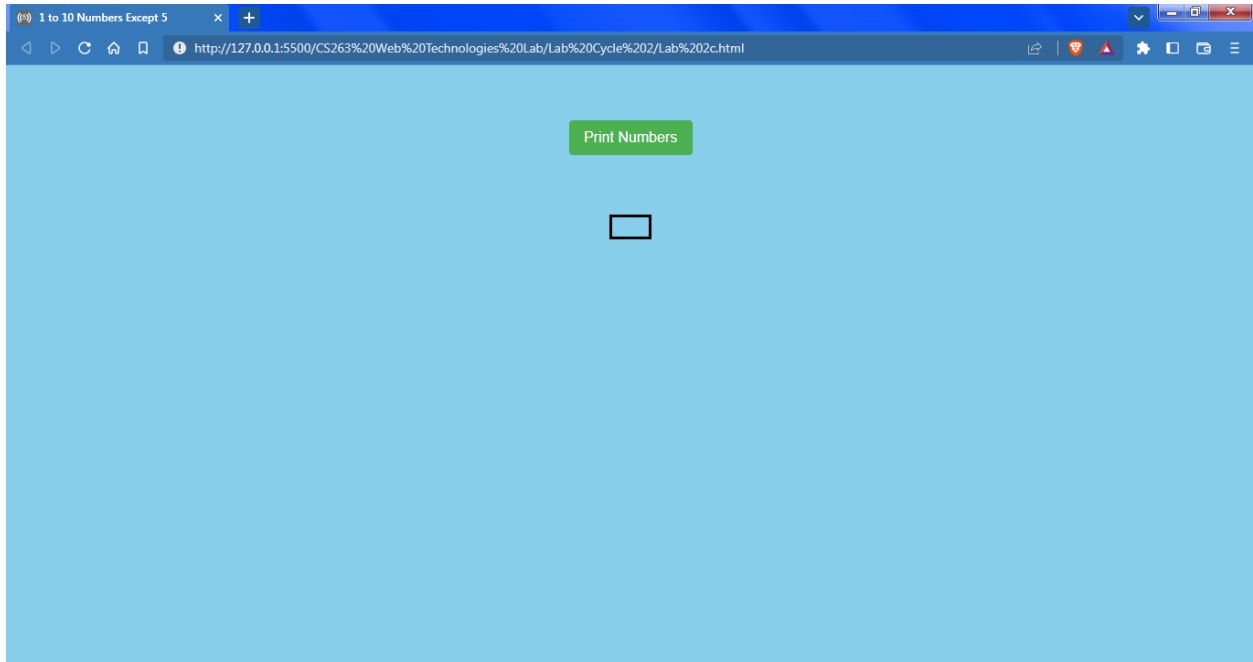 1 to 10 Numbers Except 5
http://127.0.0.1:5500/CS263%20Web%20Technologies%20Lab/Lab%20Cycle%202/Lab%202c.html
Print Numbers